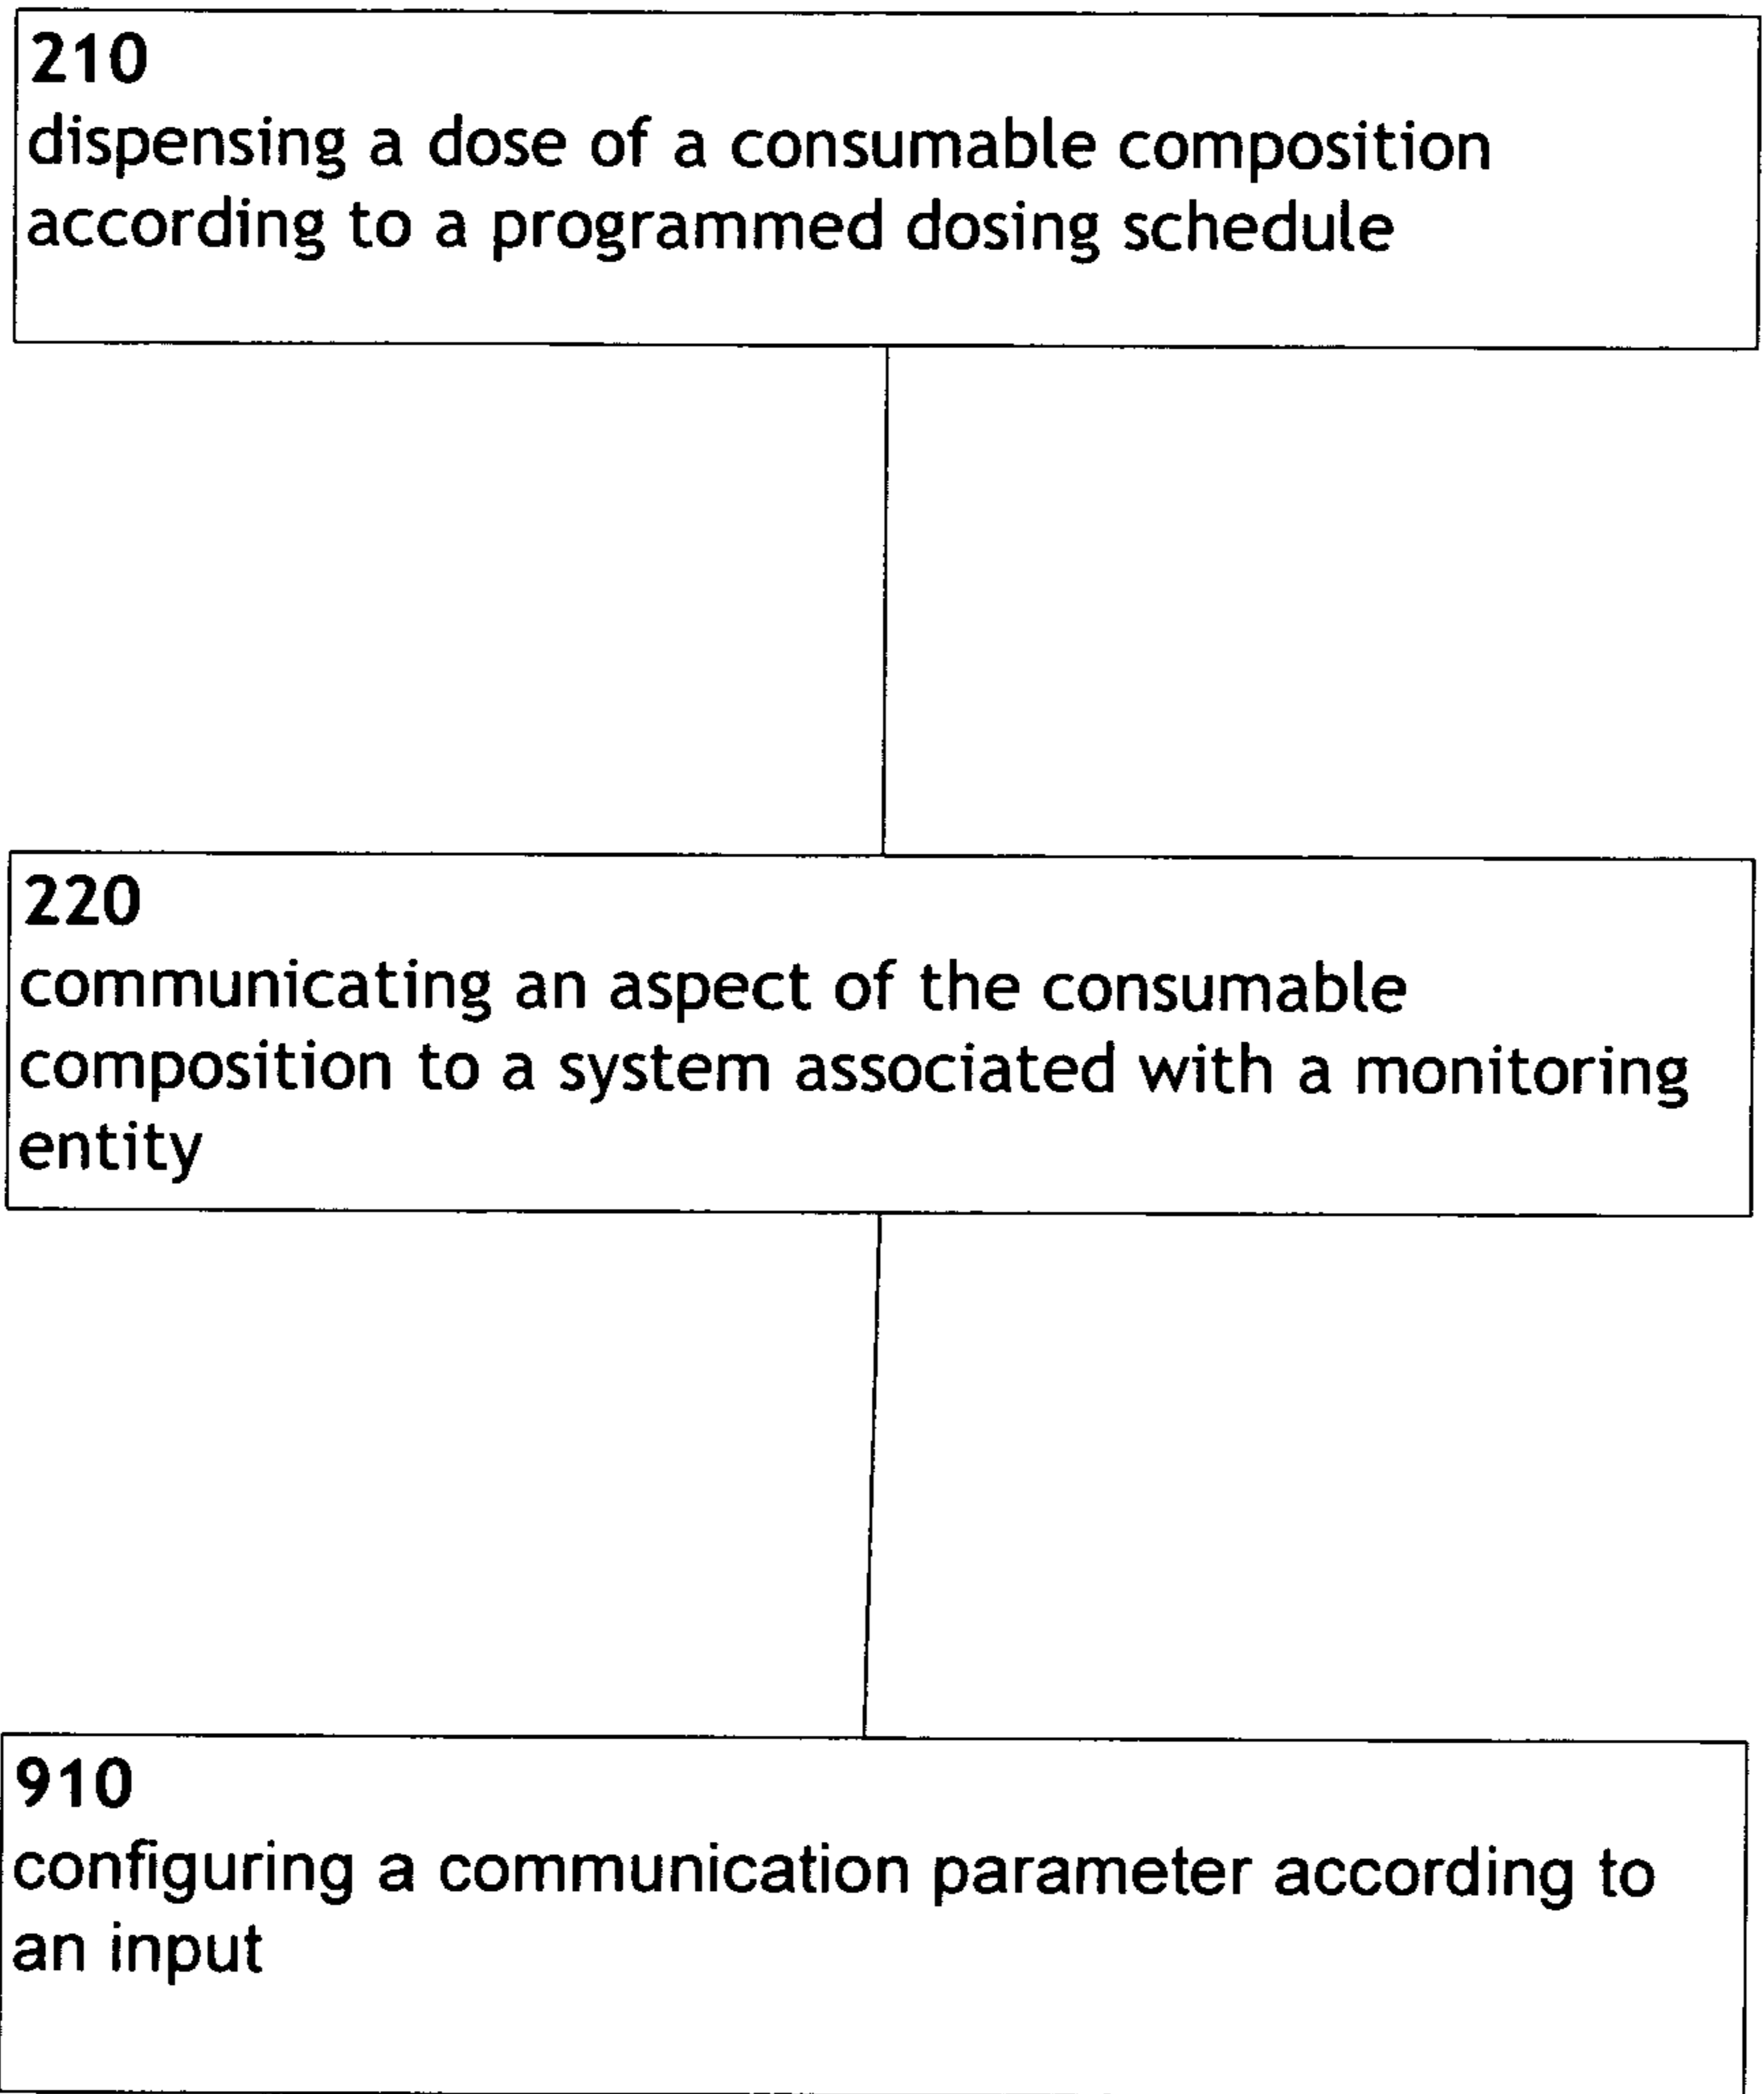 210
dispensing a dose of a consumable composition
according to a programmed dosing schedule
220
communicating an aspect of the consumable
composition to a system associated with a monitoring
entity
910
configuring a communication parameter according to
an input